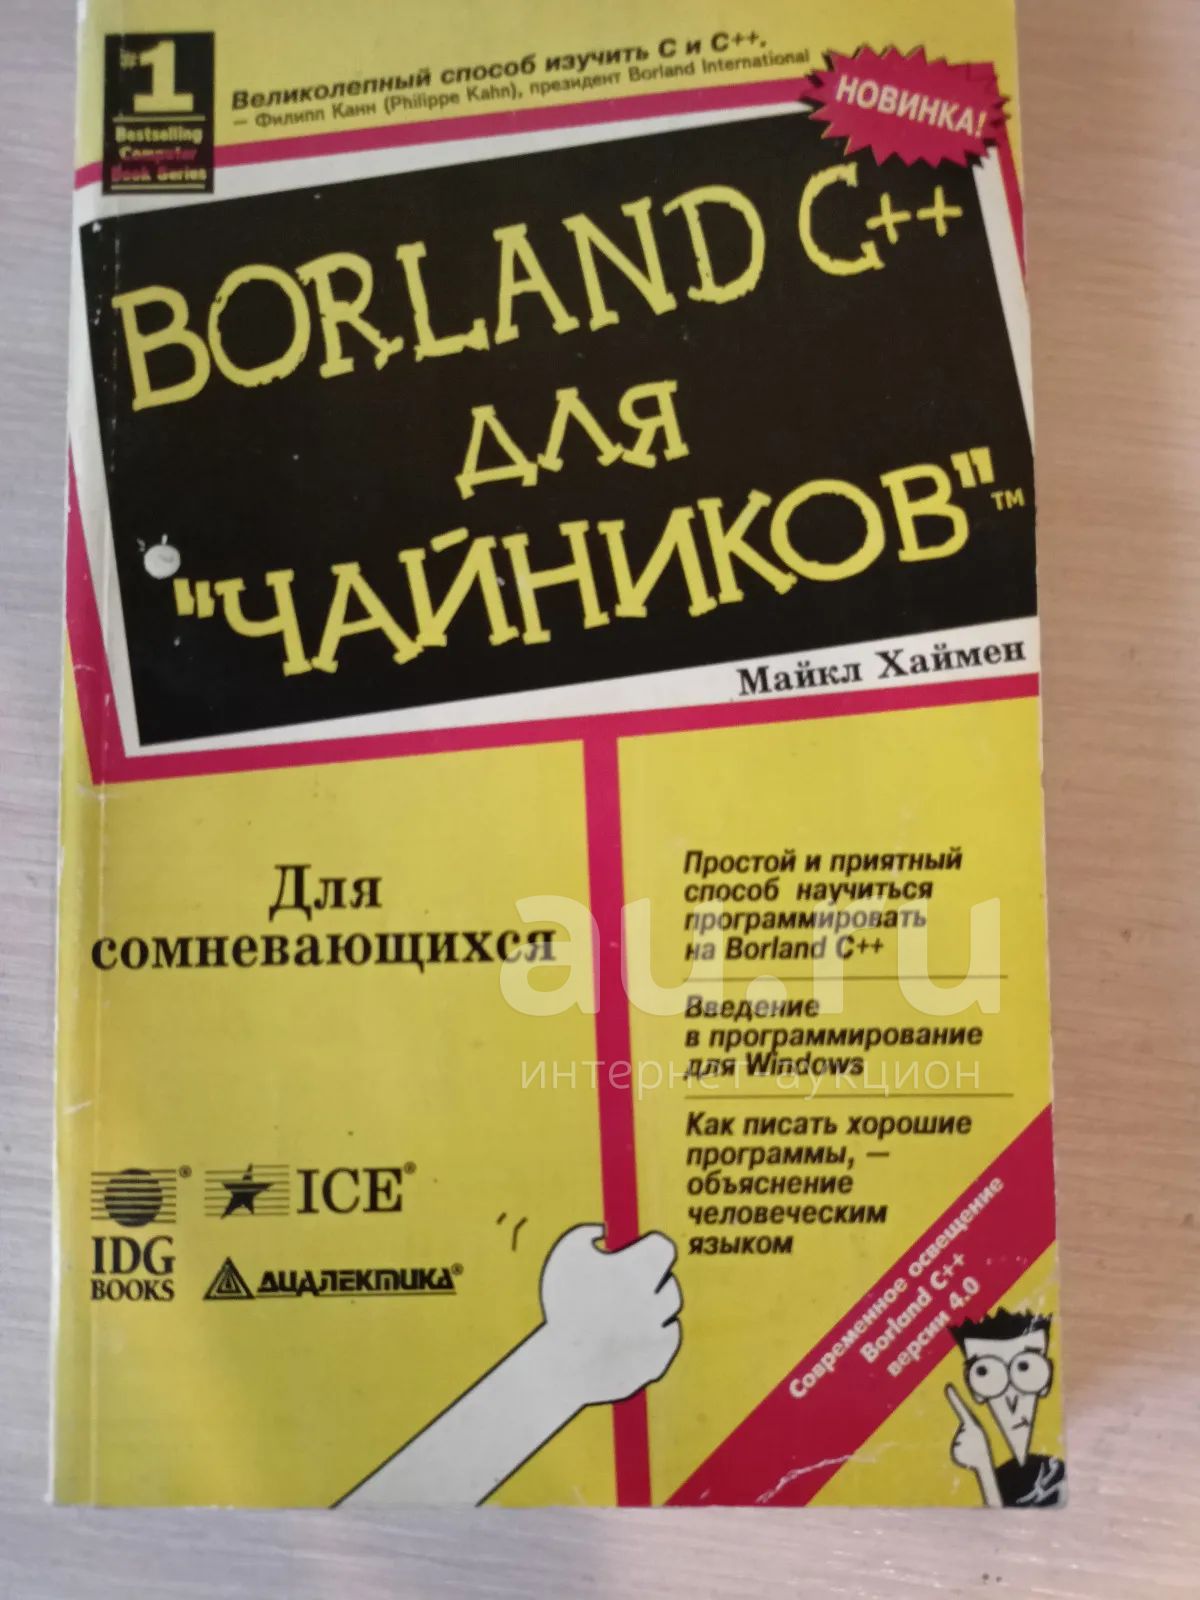 #1
Bestselling
Computer
Book Series
Великолепный способ изучить С и С++.
— Филипп Канн (Philippe Kahn), президент Borland International
НОВИНКА!
BORLAND C++
для
"ЧАЙНИКОВ"™
Майкл Хаймен
Для
сомневающихся
Простой и приятный
способ научиться
программировать
на Borland C++
Введение
в программирование
для Windows
Как писать хорошие
программы, —
объяснение
человеческим
языком
au.ru
интернет-аукцион
IDG
BOOKS®
ICE®
ДИАЛЕКТИКА®
Современное освещение
Borland C++
версии 4.0